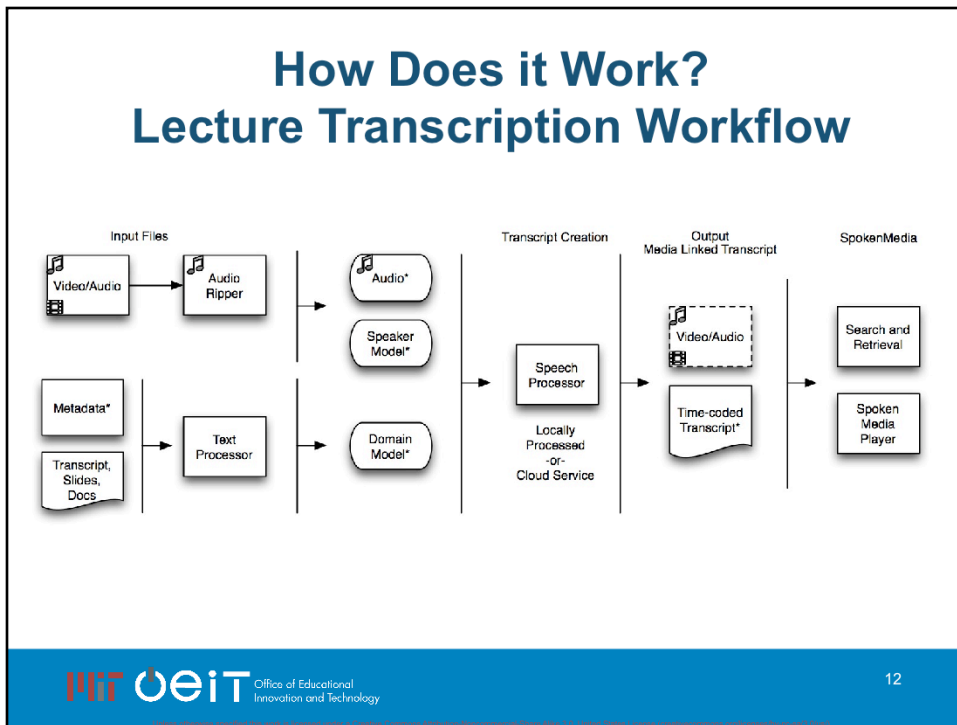 How Does it Work?
Lecture Transcription Workflow
Input Files
Video/Audio
Audio
Ripper
Metadata*
Transcript,
Slides,
Docs
Text
Processor
Audio*
Speaker
Model*
Domain
Model*
Transcript Creation
Speech
Processor
Locally
Processed
-or-
Cloud Service
Output
Media Linked Transcript
Video/Audio
Time-coded
Transcript*
SpokenMedia
Search and
Retrieval
Spoken
Media
Player
MIT OEIT Office of Educational
Innovation and Technology
12